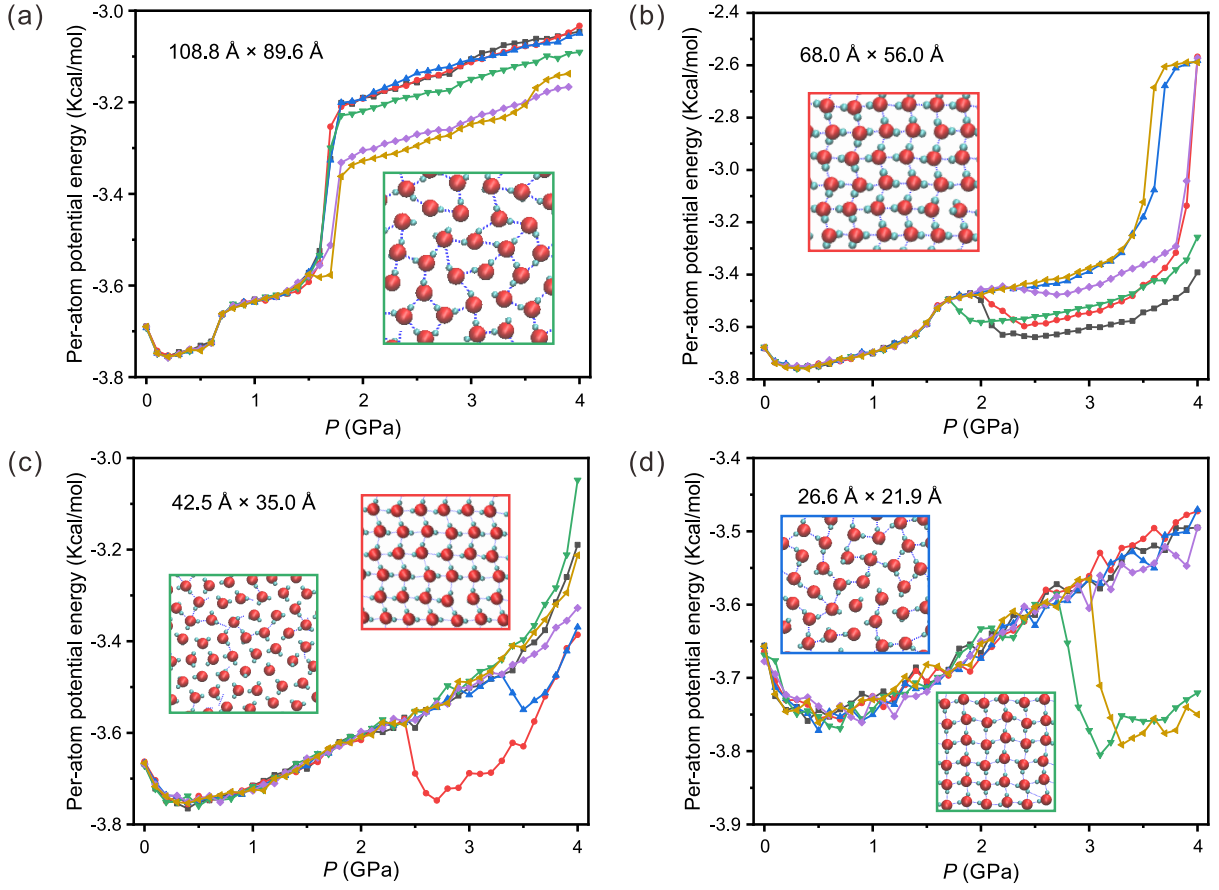 (a)
108.8 Å × 89.6 Å
Per-atom potential energy (Kcal/mol)
-3.0
-3.2
-3.4
-3.6
-3.8
0
1
2
3
4
P (GPa)
(b)
68.0 Å × 56.0 Å
Per-atom potential energy (Kcal/mol)
-2.4
-2.6
-2.8
-3.0
-3.2
-3.4
-3.6
-3.8
0
1
2
3
4
P (GPa)
(c)
42.5 Å × 35.0 Å
Per-atom potential energy (Kcal/mol)
-3.0
-3.2
-3.4
-3.6
-3.8
0
1
2
3
4
P (GPa)
(d)
26.6 Å × 21.9 Å
Per-atom potential energy (Kcal/mol)
-3.4
-3.5
-3.6
-3.7
-3.8
-3.9
0
1
2
3
4
P (GPa)